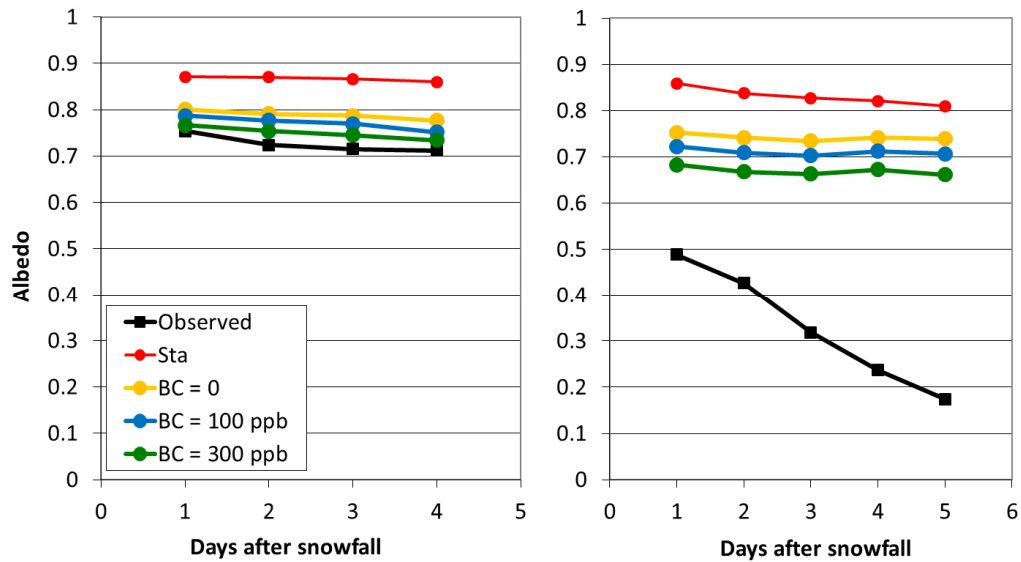 1
0.9
0.8
0.7
0.6
0.5
0.4
0.3
0.2
0.1
0
Albedo
Observed
Sta
BC = 0
BC = 100 ppb
BC = 300 ppb
0 1 2 3 4 5
Days after snowfall
1
0.9
0.8
0.7
0.6
0.5
0.4
0.3
0.2
0.1
0
0 1 2 3 4 5 6
Days after snowfall